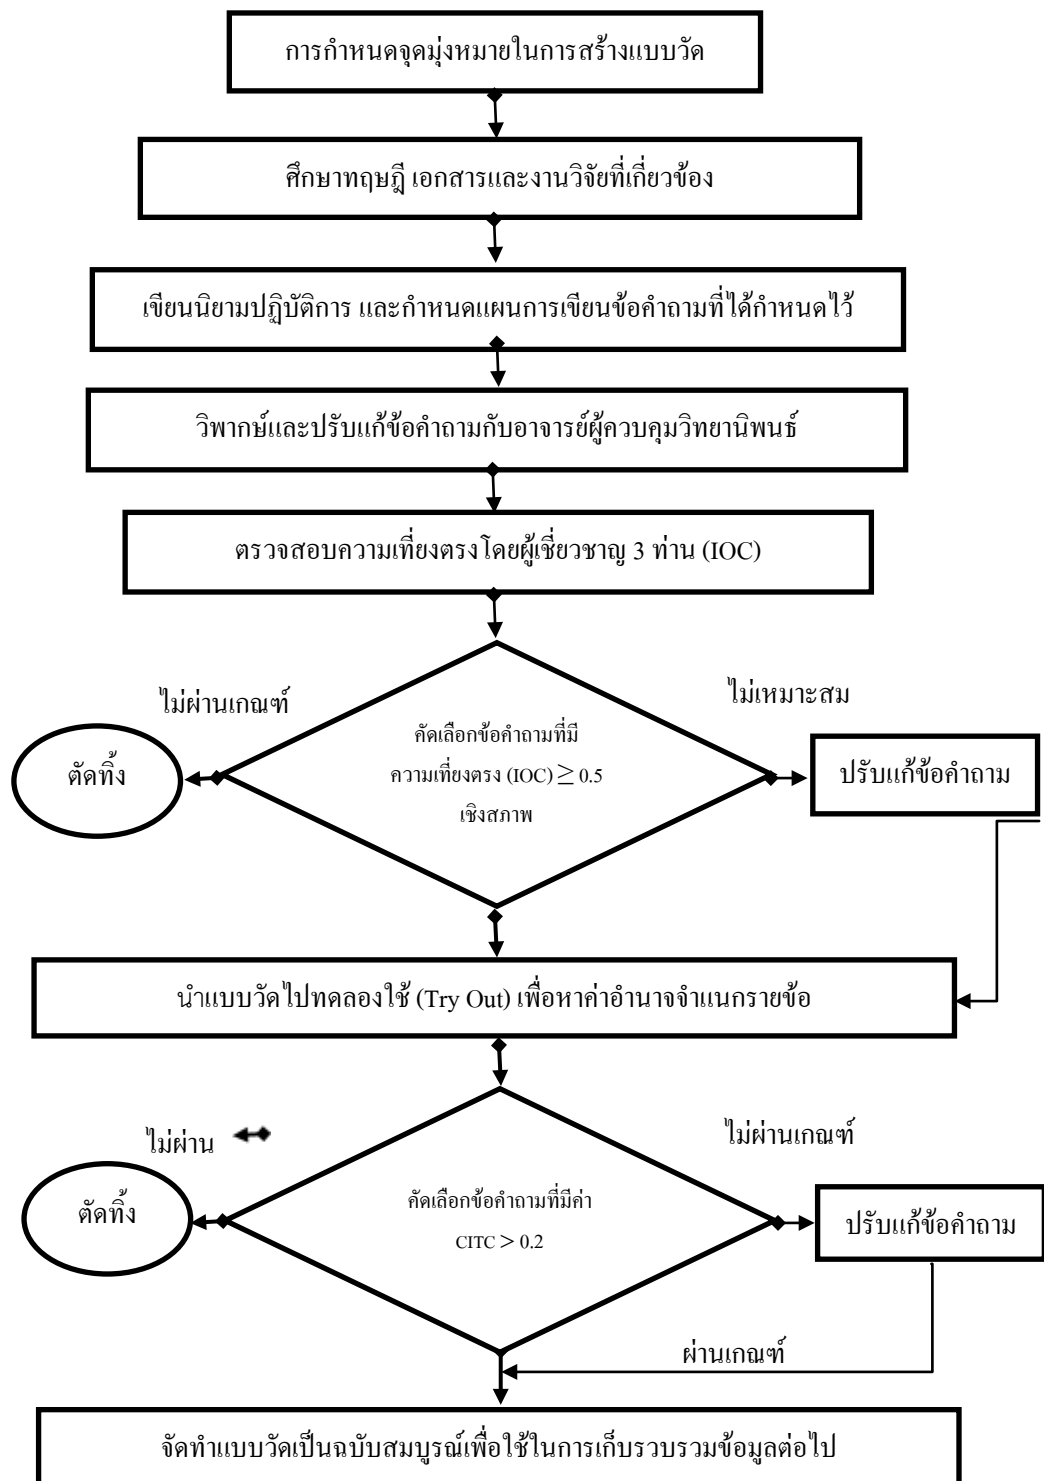 การกำหนดจุดมุ่งหมายในการสร้างแบบวัด
ศึกษาทฤษฎี เอกสารและงานวิจัยที่เกี่ยวข้อง
เขียนนิยามปฏิบัติการ และกำหนดแผนการเขียนข้อคำถามที่ได้กำหนดไว้
วิพากษ์และปรับแก้ข้อคำถามกับอาจารย์ผู้ควบคุมวิทยานิพนธ์
ตรวจสอบความเที่ยงตรงโดยผู้เชี่ยวชาญ 3 ท่าน (IOC)
ไม่ผ่านเกณฑ์
ไม่เหมาะสม
คัดเลือกข้อคำถามที่มี
ความเที่ยงตรง (IOC) ≥ 0.5
เชิงสภาพ
ตัดทิ้ง
ปรับแก้ข้อคำถาม
นำแบบวัดไปทดลองใช้ (Try Out) เพื่อหาค่าอำนาจจำแนกรายข้อ
ไม่ผ่าน
ไม่ผ่านเกณฑ์
คัดเลือกข้อคำถามที่มีค่า
CITC > 0.2
ตัดทิ้ง
ปรับแก้ข้อคำถาม
ผ่านเกณฑ์
จัดทำแบบวัดเป็นฉบับสมบูรณ์เพื่อใช้ในการเก็บรวบรวมข้อมูลต่อไป